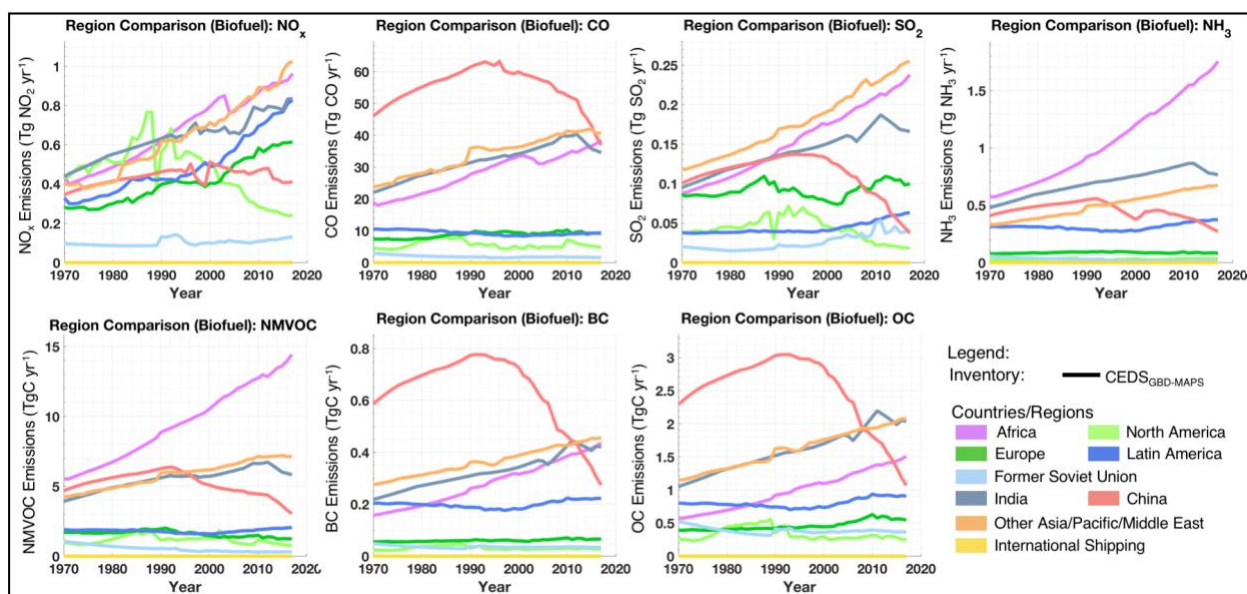 Region Comparison (Biofuel): NOx
Region Comparison (Biofuel): CO
Region Comparison (Biofuel): SO2
Region Comparison (Biofuel): NH3
NOx Emissions (Tg NO2 yr-1)
1
0.8
0.6
0.4
0.2
0
1970 1980 1990 2000 2010 2020
Year
CO Emissions (Tg CO yr-1)
60
50
40
30
20
10
0
1970 1980 1990 2000 2010 2020
Year
SO2 Emissions (Tg SO2 yr-1)
0.25
0.2
0.15
0.1
0.05
0
1970 1980 1990 2000 2010 2020
Year
NH3 Emissions (Tg NH3 yr-1)
1.5
1
0.5
0
1970 1980 1990 2000 2010 2020
Year
Region Comparison (Biofuel): NMVOC
Region Comparison (Biofuel): BC
Region Comparison (Biofuel): OC
NMVOC Emissions (TgC yr-1)
15
10
5
0
1970 1980 1990 2000 2010 202
Year
BC Emissions (TgC yr-1)
0.8
0.6
0.4
0.2
0
1970 1980 1990 2000 2010 2020
Year
OC Emissions (TgC yr-1)
3
2.5
2
1.5
1
0.5
0
1970 1980 1990 2000 2010 2020
Year
Legend:
Inventory: CEDSGBD-MAPS
Countries/Regions
Africa North America
Europe Latin America
Former Soviet Union
India China
Other Asia/Pacific/Middle East
International Shipping